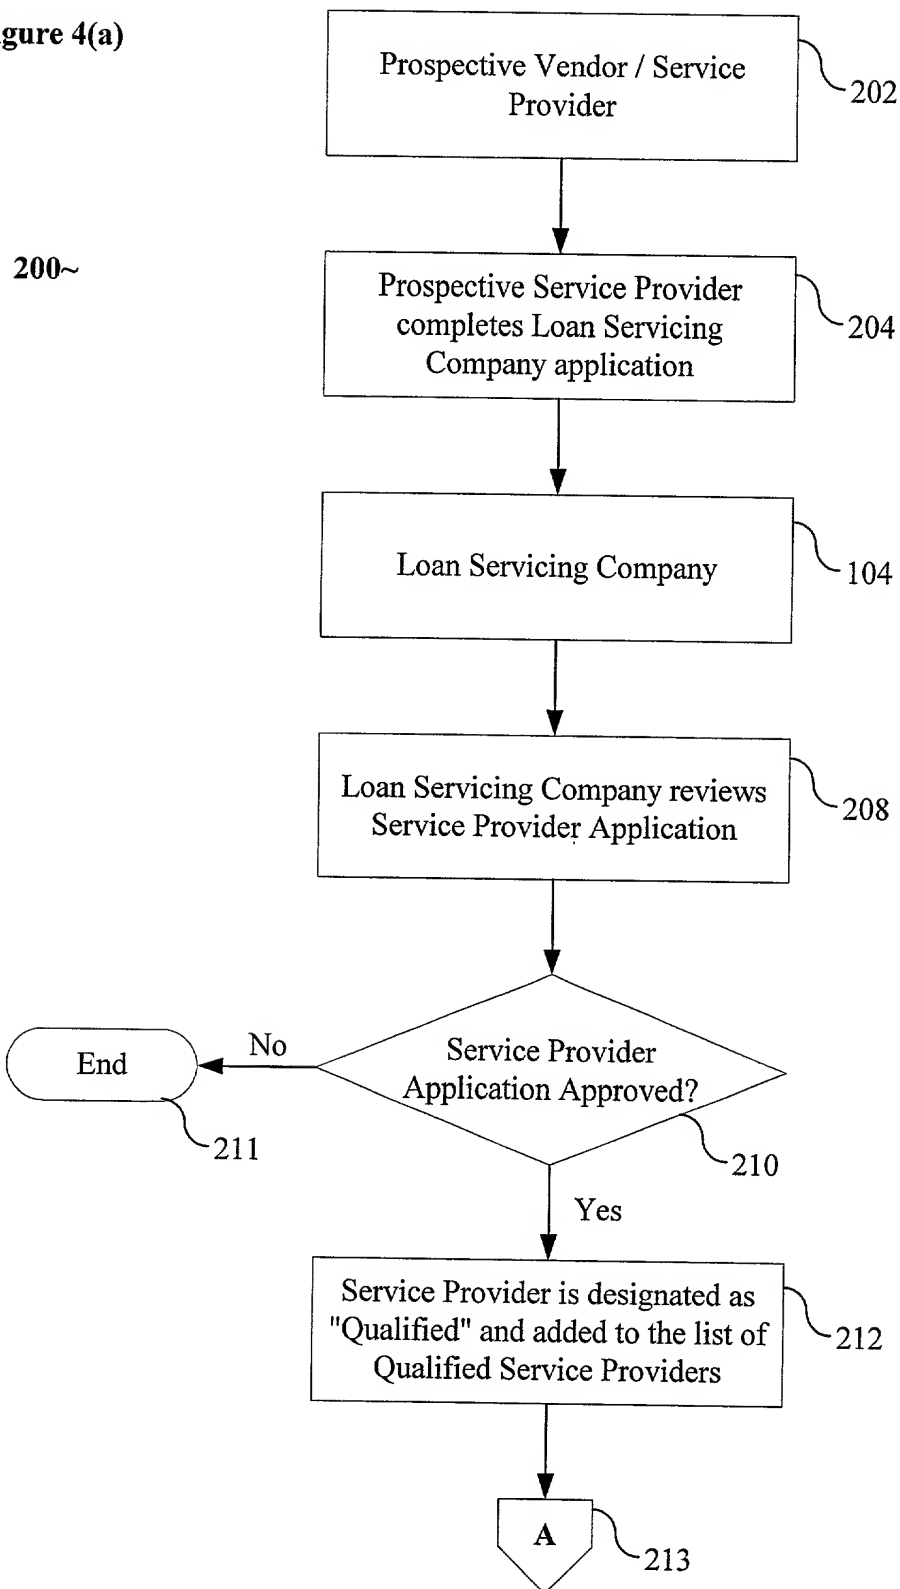 gure 4(a)
Prospective Vendor / Service
Provider
202
200~
Prospective Service Provider
completes Loan Servicing
Company application
204
Loan Servicing Company
104
Loan Servicing Company reviews
Service Provider Application
208
Service Provider
Application Approved?
No
End
211
210
Yes
Service Provider is designated as
"Qualified" and added to the list of
Qualified Service Providers
212
A
213